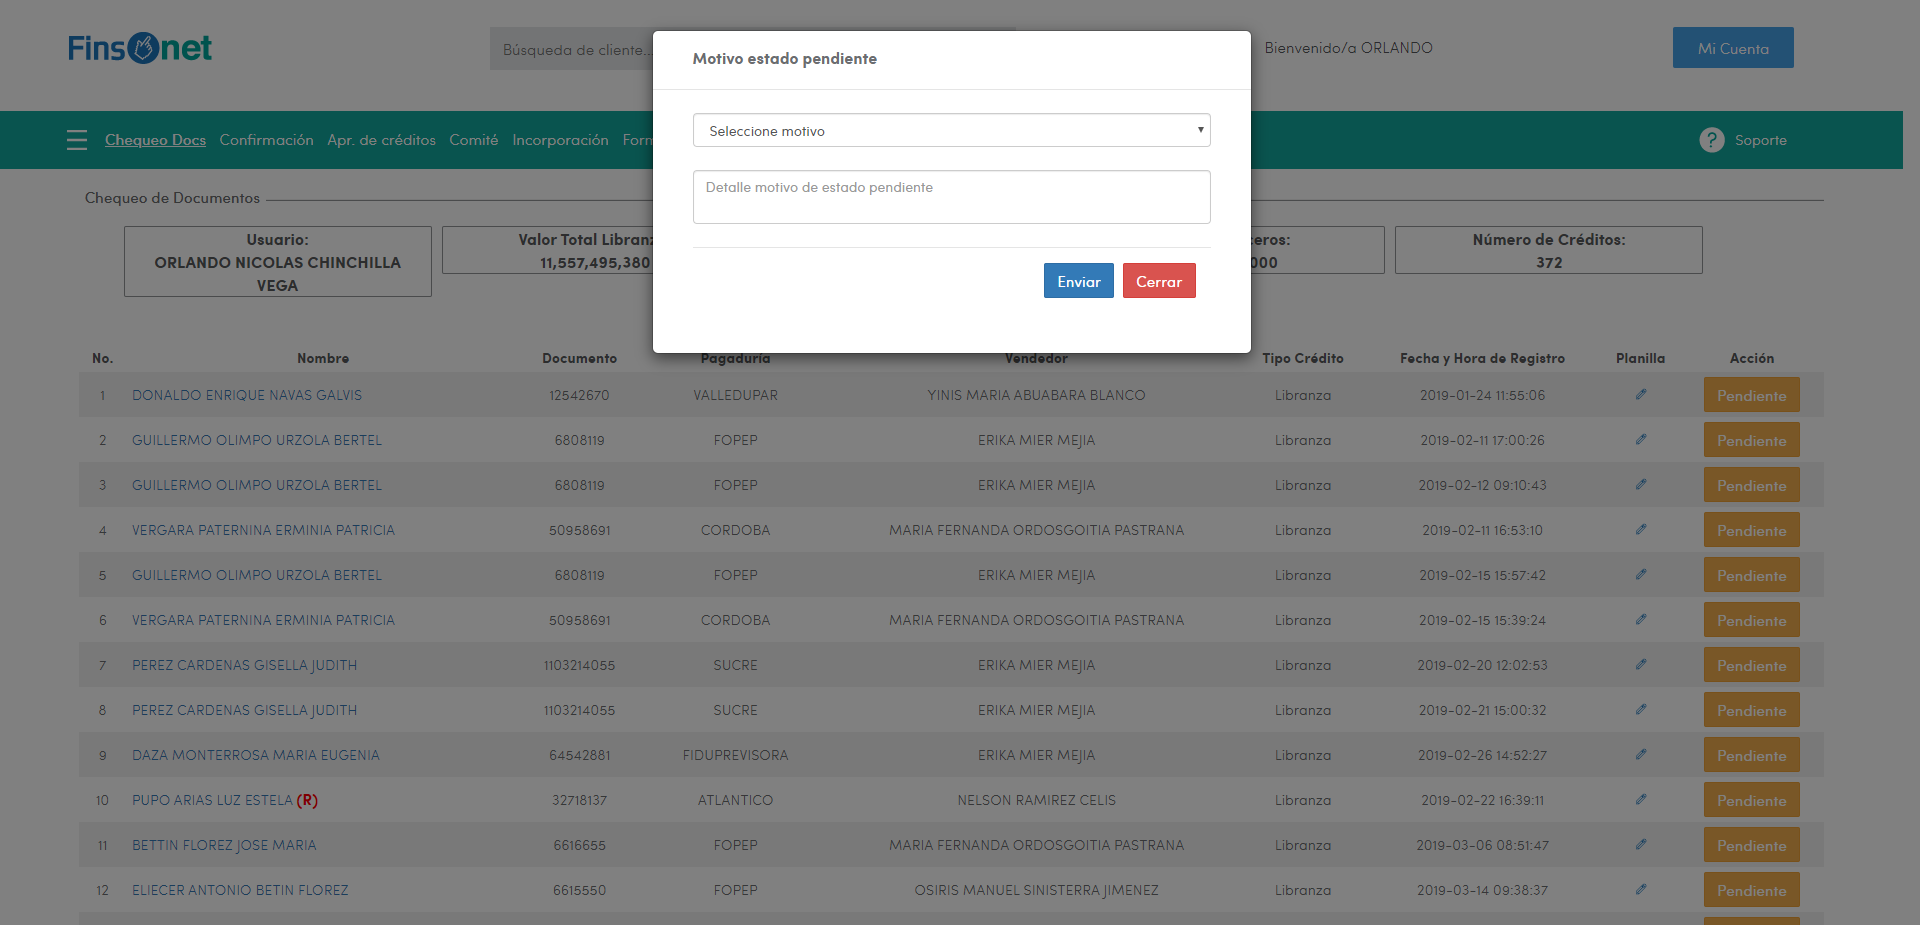 Finsonet
Búsqueda de cliente...
Bienvenido/a ORLANDO
Mi Cuenta
Motivo estado pendiente
Seleccione motivo
Detalle motivo de estado pendiente
Enviar
Cerrar
Chequeo Docs Confirmación Apr. de créditos Comité Incorporación Form
? Soporte
Chequeo de Documentos
Usuario:
ORLANDO NICOLAS CHINCHILLA
VEGA
Valor Total Libranz
11,557,495,380
eros:
000
Número de Créditos:
372
No. Nombre Documento Pagaduría Vendedor Tipo Crédito Fecha y Hora de Registro Planilla Acción
1 DONALDO ENRIQUE NAVAS GALVIS 12542670 VALLEDUPAR YINIS MARIA ABUABARA BLANCO Libranza 2019-01-24 11:55:06 Pendiente
2 GUILLERMO OLIMPO URZOLA BERTEL 6808119 FOPEP ERIKA MIER MEJIA Libranza 2019-02-11 17:00:26 Pendiente
3 GUILLERMO OLIMPO URZOLA BERTEL 6808119 FOPEP ERIKA MIER MEJIA Libranza 2019-02-12 09:10:43 Pendiente
4 VERGARA PATERNINA ERMINIA PATRICIA 50958691 CORDOBA MARIA FERNANDA ORDOSGOITIA PASTRANA Libranza 2019-02-11 16:53:10 Pendiente
5 GUILLERMO OLIMPO URZOLA BERTEL 6808119 FOPEP ERIKA MIER MEJIA Libranza 2019-02-15 15:57:42 Pendiente
6 VERGARA PATERNINA ERMINIA PATRICIA 50958691 CORDOBA MARIA FERNANDA ORDOSGOITIA PASTRANA Libranza 2019-02-15 15:39:24 Pendiente
7 PEREZ CARDENAS GISELLA JUDITH 1103214055 SUCRE ERIKA MIER MEJIA Libranza 2019-02-20 12:02:53 Pendiente
8 PEREZ CARDENAS GISELLA JUDITH 1103214055 SUCRE ERIKA MIER MEJIA Libranza 2019-02-21 15:00:32 Pendiente
9 DAZA MONTERROSA MARIA EUGENIA 64542881 FIDUPREVISORA ERIKA MIER MEJIA Libranza 2019-02-26 14:52:27 Pendiente
10 PUPO ARIAS LUZ ESTELA (R) 32718137 ATLANTICO NELSON RAMIREZ CELIS Libranza 2019-02-22 16:39:11 Pendiente
11 BETTIN FLOREZ JOSE MARIA 6616655 FOPEP MARIA FERNANDA ORDOSGOITIA PASTRANA Libranza 2019-03-06 08:51:47 Pendiente
12 ELIECER ANTONIO BETIN FLOREZ 6615550 FOPEP OSIRIS MANUEL SINISTERRA JIMENEZ Libranza 2019-03-14 09:38:37 Pendiente